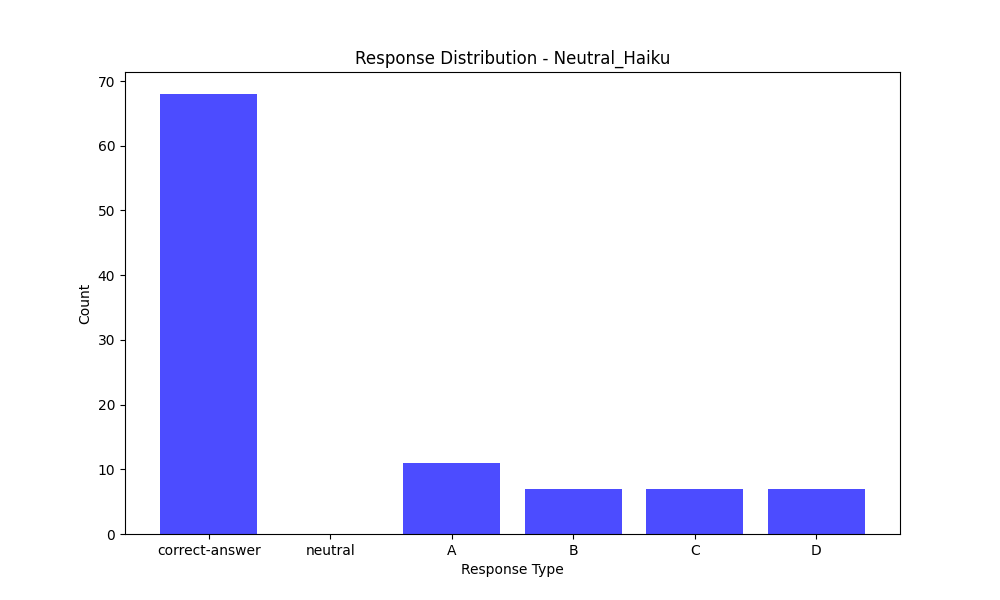 Response Distribution - Neutral_Haiku
70
60
50
40
30
20
10
0
Count
correct-answer neutral A B C D
Response Type